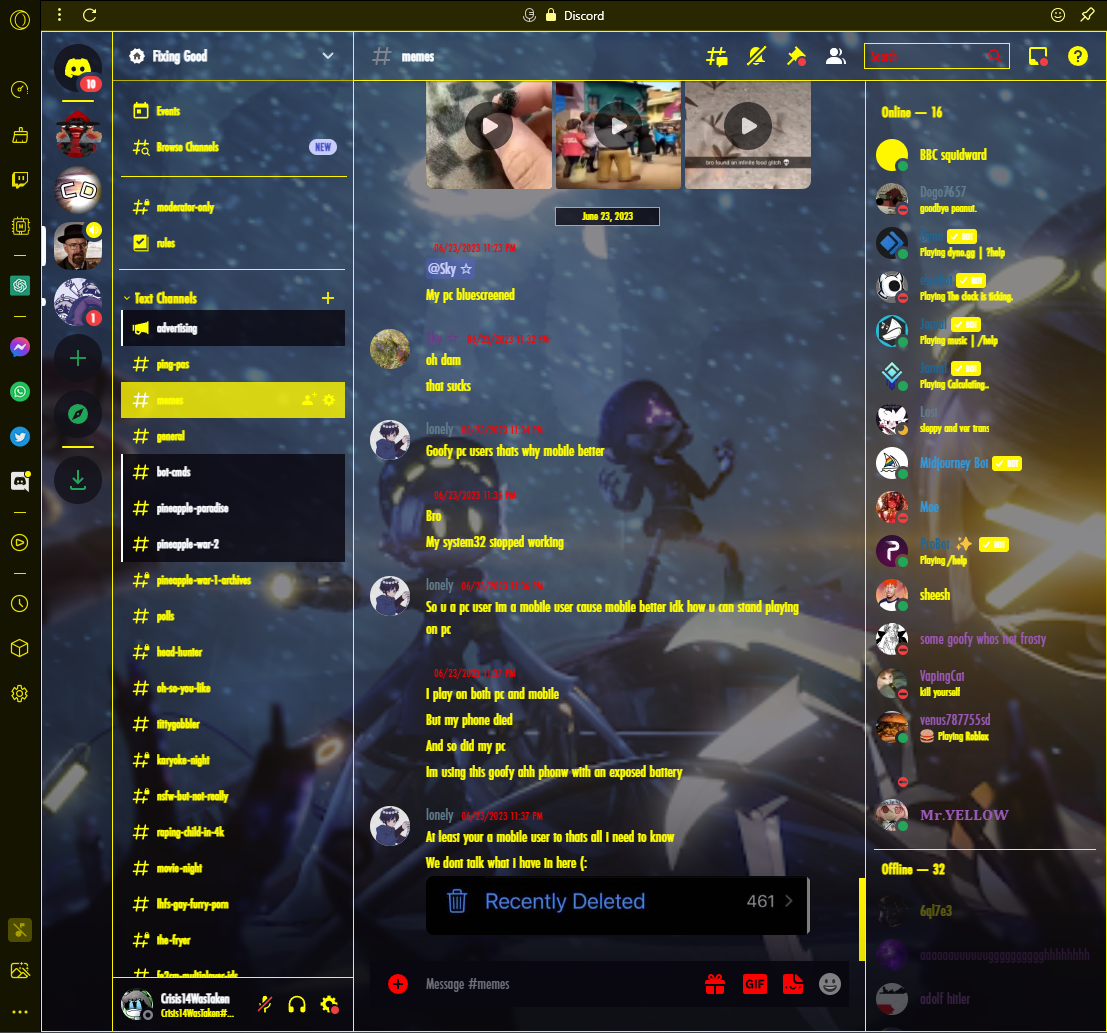 Discord
10
1
Fixing Good
Events
Browse Channels
NEW
moderator-only
rules
Text Channels
advertising
ping-pas
memes
general
bot-cmds
pineapple-paradise
pineapple-war-2
pineapple-war-1-archives
polls
head-hunter
oh-so-you-like
tittygobbler
karyoke-night
nsfw-but-not-really
raping-child-in-4k
movie-night
lhfs-gay-furry-porn
the-fryer
Crisis14WasTaken
Crisis14WasTaken#...
memes
Search
bro found an infinite food glitch 💀
June 23, 2023
06/23/2023 11:33 PM
@Sky ☆
My pc bluescreened
oh dam
that sucks
lonely
Goofy pc users thats why mobile better
Bro
My system32 stopped working
lonely 06/23/2023 11:36 PM
So u a pc user im a mobile user cause mobile better idk how u can stand playing
on pc
06/23/2023 11:37 PM
I play on both pc and mobile
But my phone died
And so did my pc
Im using this goofy ahh phonw with an exposed battery
lonely 06/23/2023 11:37 PM
At least your a mobile user to thats all I need to know
We dont talk what I have in here (:
Recently Deleted 461
Message #memes
GIF
Online — 16
BBC squidward
Dogo7657
goodbye peanut.
BOT
Playing dyno.gg | ?help
BOT
Playing The clock is ticking.
BOT
Playing music | /help
BOT
Playing Calculating..
Lost
sleppy and ver trans
Midjourney Bot BOT
Moe
ProBot ✨ BOT
Playing /help
sheesh
some goofy whos not frosty
VapingCat
kill yourself
venus787755sd
🍔 Playing Roblox
Mr.YELLOW
Offline — 32
6ql7e3
adolf hitler